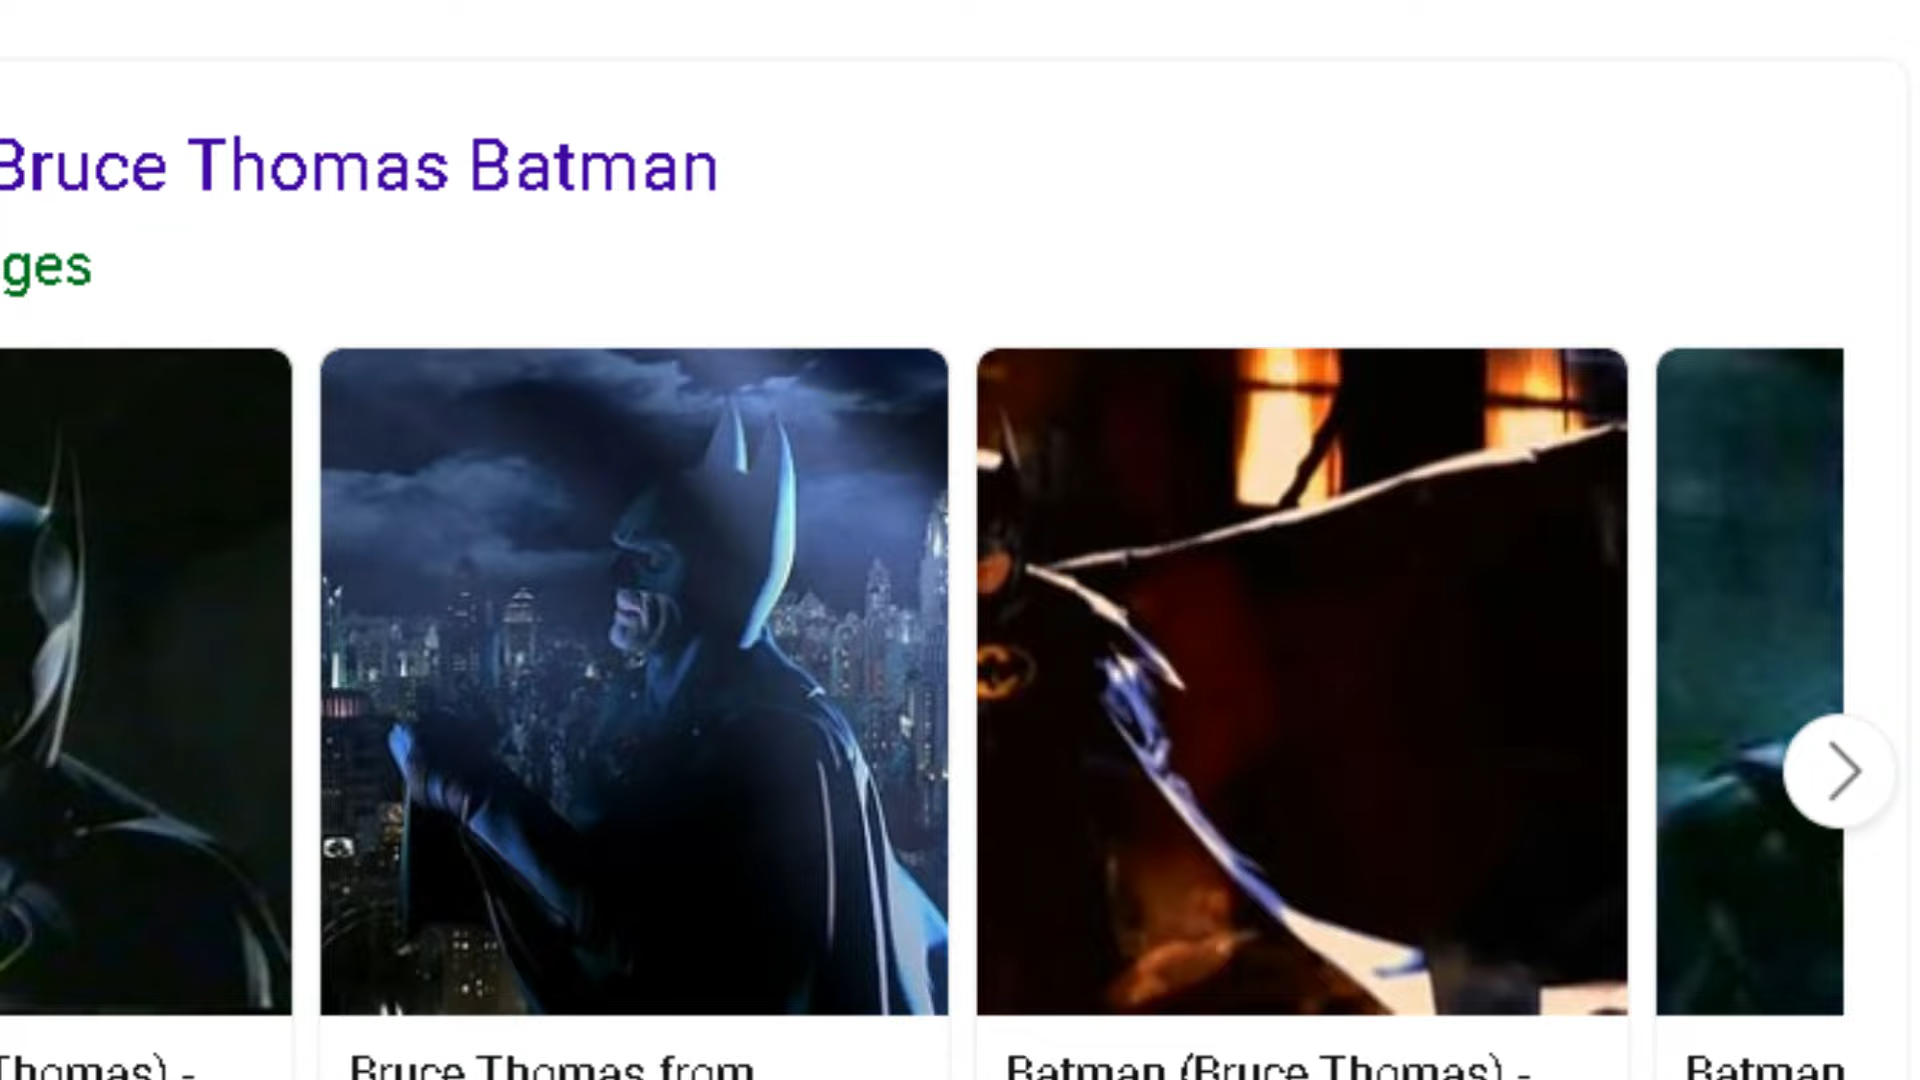 Bruce Thomas Batman
ges
Thomas) -
Bruce Thomas from
Batman (Bruce Thomas) -
Batman